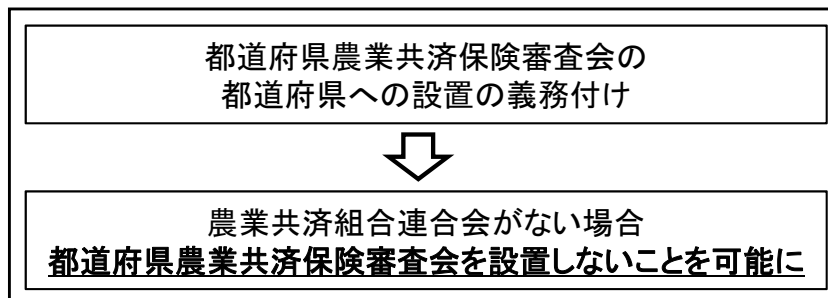 都道府県農業共済保険審査会の
都道府県への設置の義務付け
農業共済組合連合会がない場合
都道府県農業共済保険審査会を設置しないことを可能に